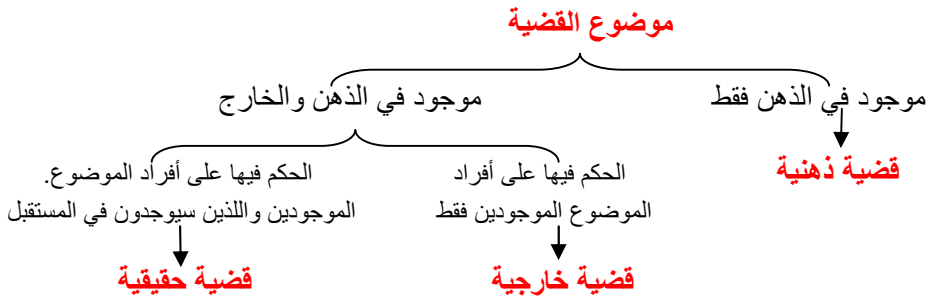 موضوع القضية
موجود في الذهن فقط
موجود في الذهن والخارج
قضية ذهنية
الحكم فيها على أفراد
الموضوع الموجودين فقط
قضية خارجية
الحكم فيها على أفراد الموضوع.
الموجودين واللذين سيوجدون في المستقبل
قضية حقيقية